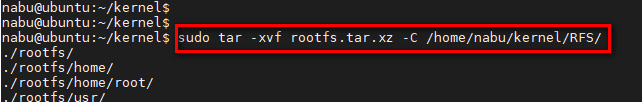 nabu@ubuntu:~/kernel$
nabu@ubuntu:~/kernel$
nabu@ubuntu:~/kernel$ sudo tar -xvf rootfs.tar.xz -C /home/nabu/kernel/RFS/
./rootfs/
./rootfs/home/
./rootfs/home/root/
./rootfs/usr/